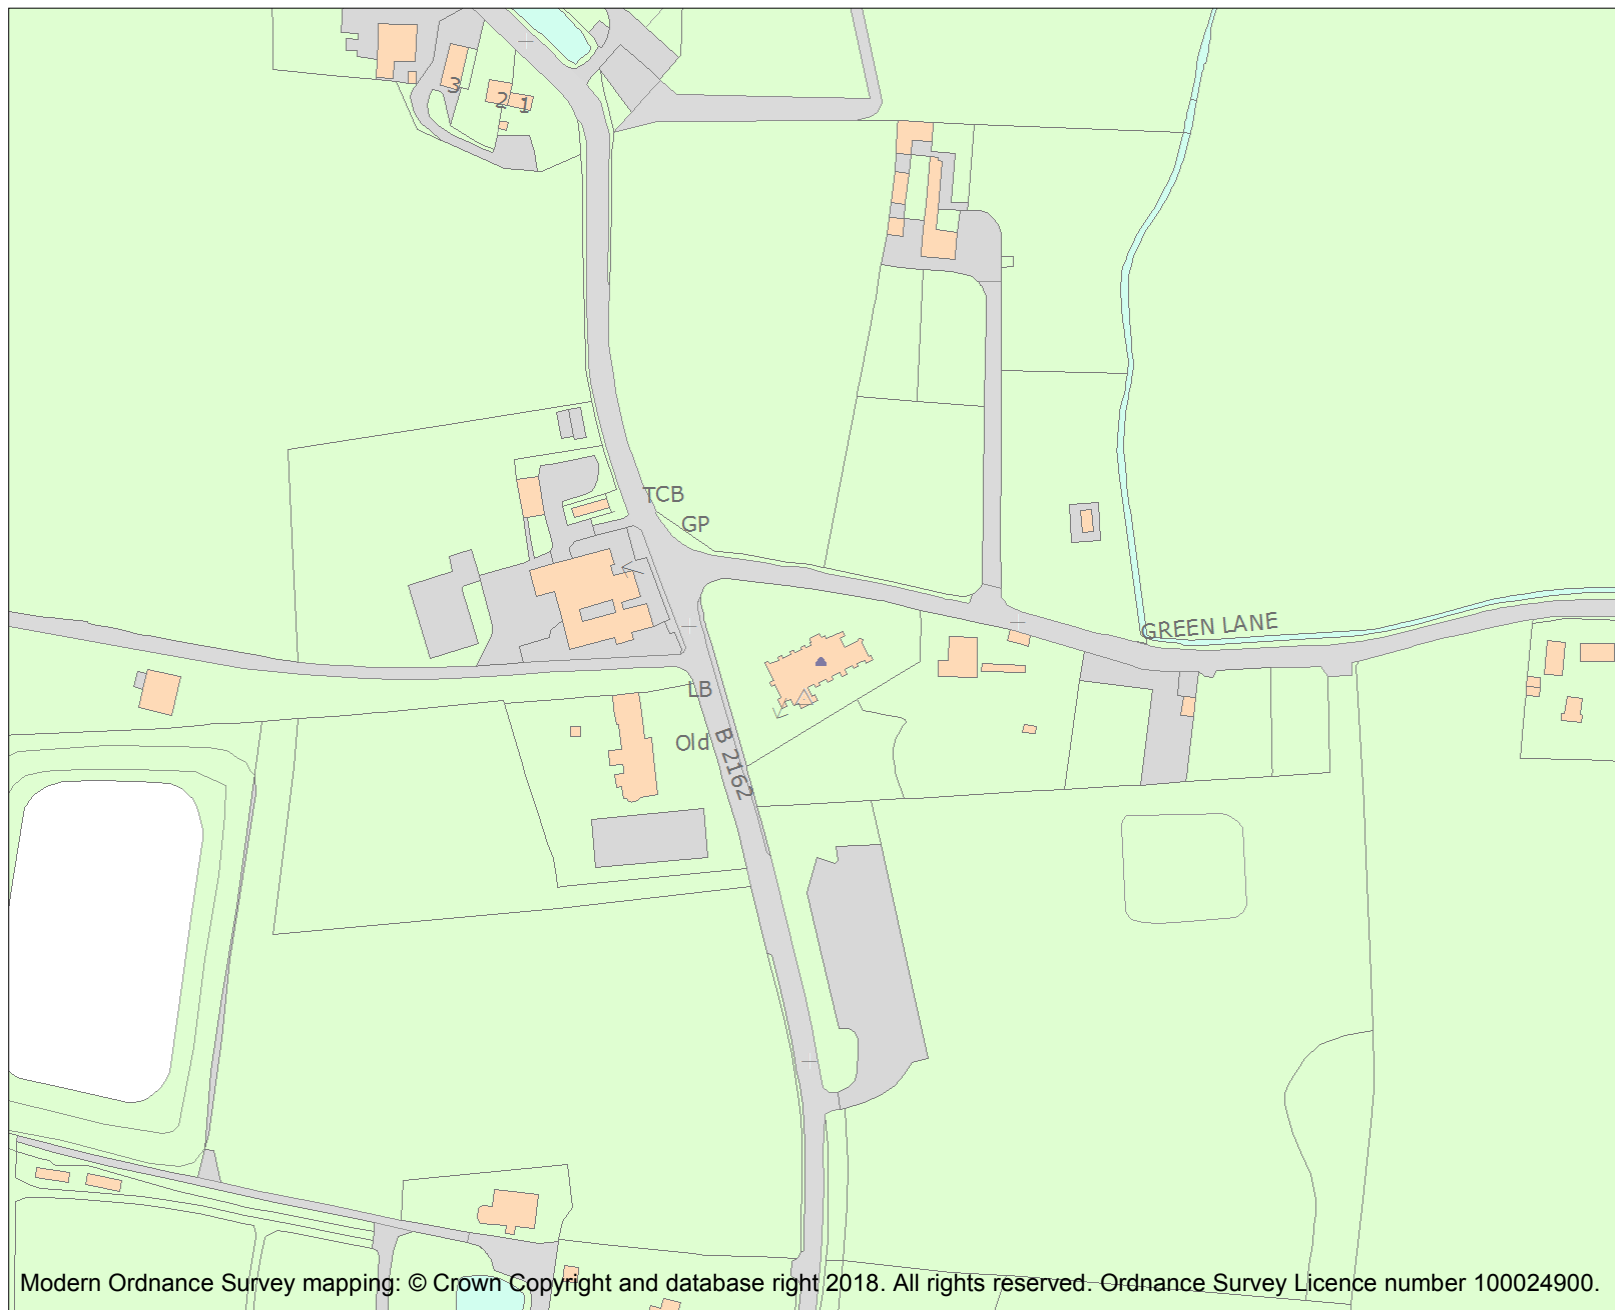 3
2
1
TCB
GP
GREEN LANE
LB
Old
B 2162
Modern Ordnance Survey mapping: © Crown Copyright and database right 2018. All rights reserved. Ordnance Survey Licence number 100024900.